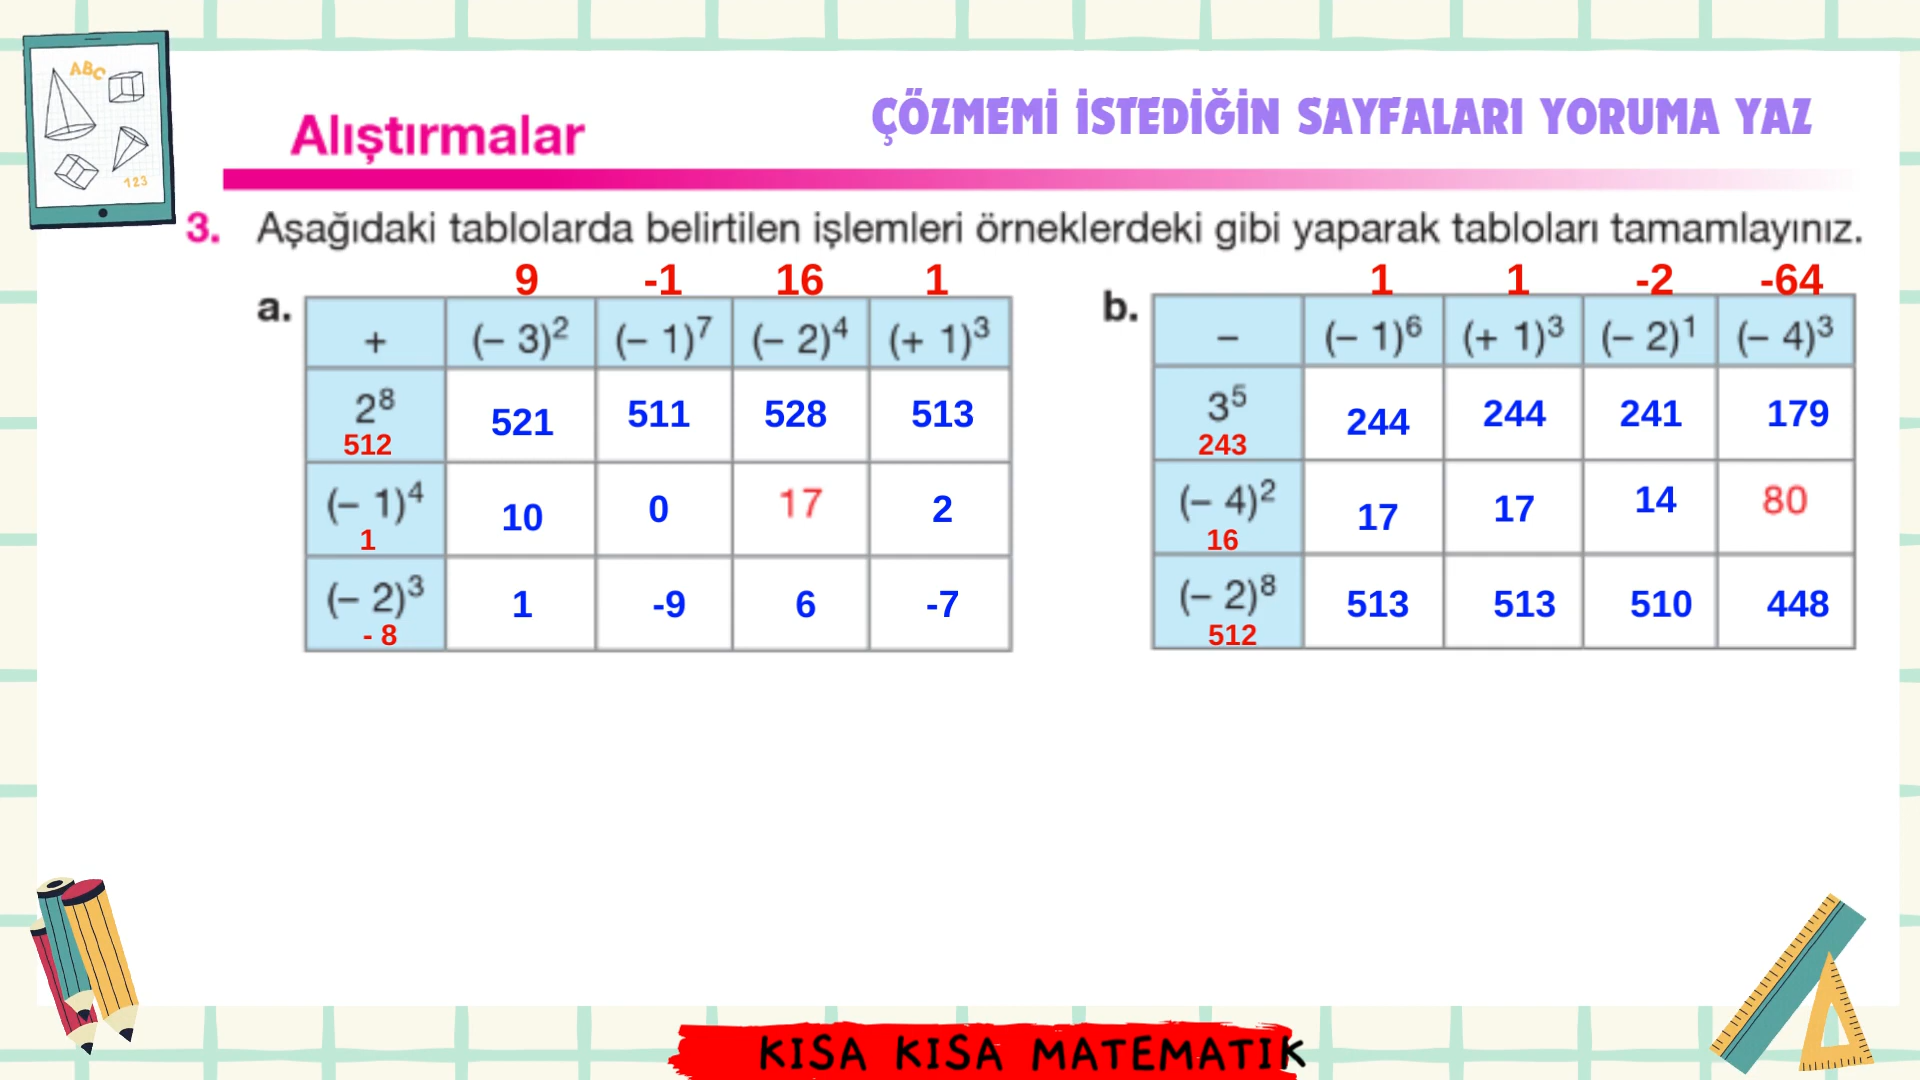 ABC
123
Alıştırmalar
ÇÖZMEMİ İSTEDİĞİN SAYFALARI YORUMA YAZ
3. Aşağıdaki tablolarda belirtilen işlemleri örneklerdeki gibi yaparak tabloları tamamlayınız.
9 -1 16 1
a. + (– 3)² (– 1)⁷ (– 2)⁴ (+ 1)³
2⁸ 521 511 528 513
512
(– 1)⁴ 10 0 17 2
1
(– 2)³ 1 -9 6 -7
- 8
1 1 -2 -64
b. – (– 1)⁶ (+ 1)³ (– 2)¹ (– 4)³
3⁵ 244 244 241 179
243
(– 4)² 17 17 14 80
16
(– 2)⁸ 513 513 510 448
512
KISA KISA MATEMATIK